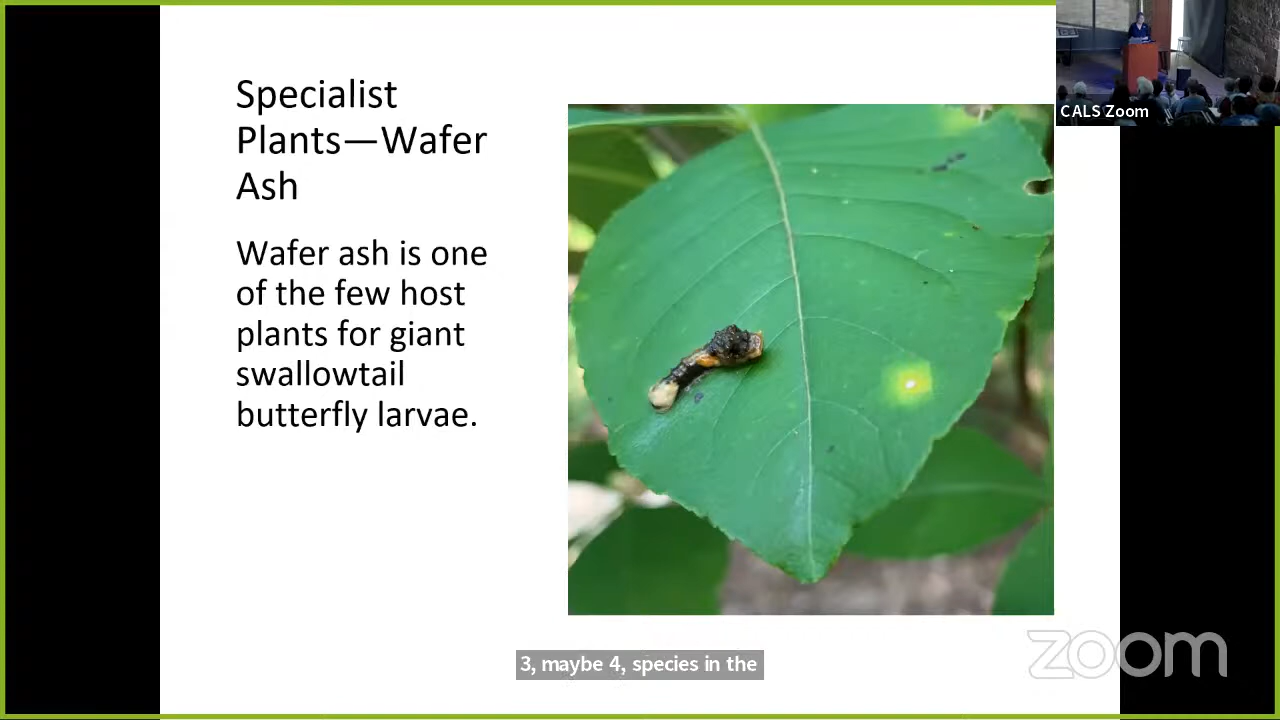 Specialist
Plants—Wafer
Ash
Wafer ash is one
of the few host
plants for giant
swallowtail
butterfly larvae.
CALS Zoom
3, maybe 4, species in the
zoom